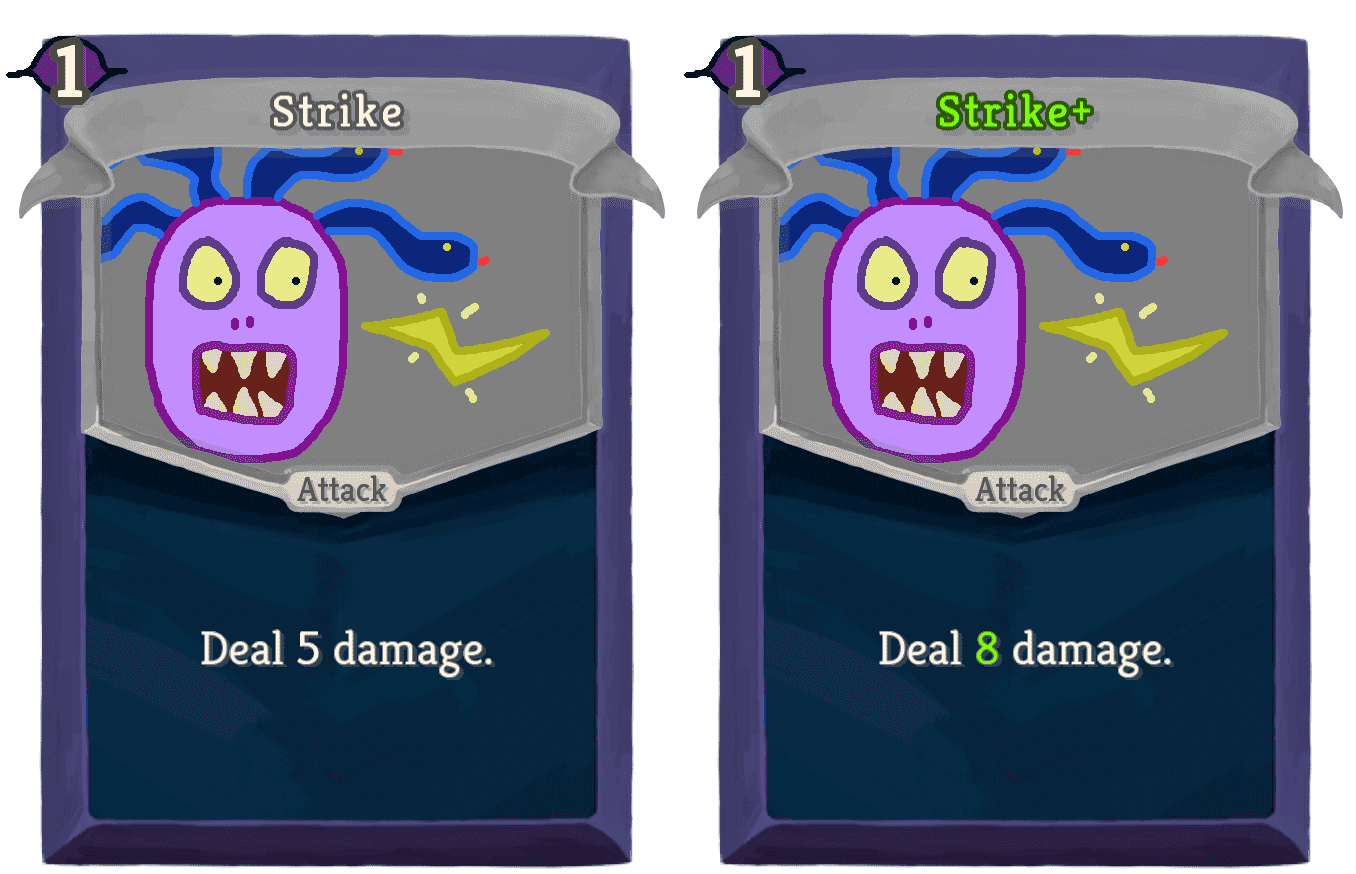 1
Strike
Attack
Deal 5 damage.
1
Strike+
Attack
Deal 8 damage.